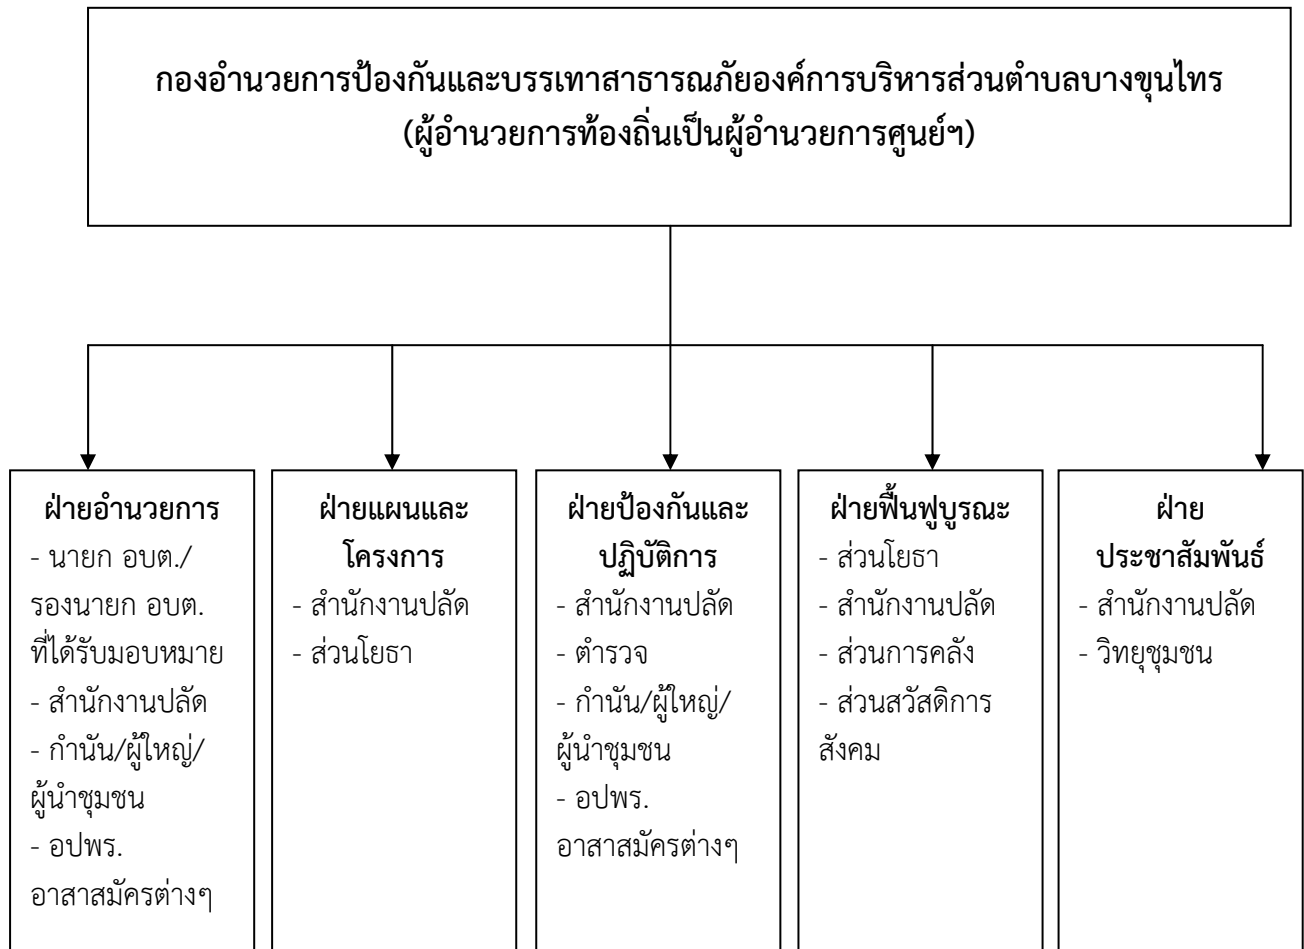 กองอำนวยการป้องกันและบรรเทาสาธารณภัยองค์การบริหารส่วนตำบลบางขุนไทร
(ผู้อำนวยการท้องถิ่นเป็นผู้อำนวยการศูนย์ฯ)
ฝ่ายอำนวยการ
- นายก อบต./
รองนายก อบต.
ที่ได้รับมอบหมาย
- สำนักงานปลัด
- กำนัน/ผู้ใหญ่/
ผู้นำชุมชน
- อปพร.
อาสาสมัครต่างๆ
ฝ่ายแผนและ
โครงการ
- สำนักงานปลัด
- ส่วนโยธา
ฝ่ายป้องกันและ
ปฏิบัติการ
- สำนักงานปลัด
- ตำรวจ
- กำนัน/ผู้ใหญ่/
ผู้นำชุมชน
- อปพร.
อาสาสมัครต่างๆ
ฝ่ายฟื้นฟูบูรณะ
- ส่วนโยธา
- สำนักงานปลัด
- ส่วนการคลัง
- ส่วนสวัสดิการ
สังคม
ฝ่าย
ประชาสัมพันธ์
- สำนักงานปลัด
- วิทยุชุมชน